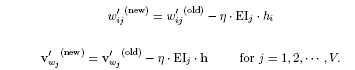 w′ij(new) = w′ij(old) − η · EIj · hi
v′wj(new) = v′wj(old) − η · EIj · h for j = 1, 2, · · · , V.